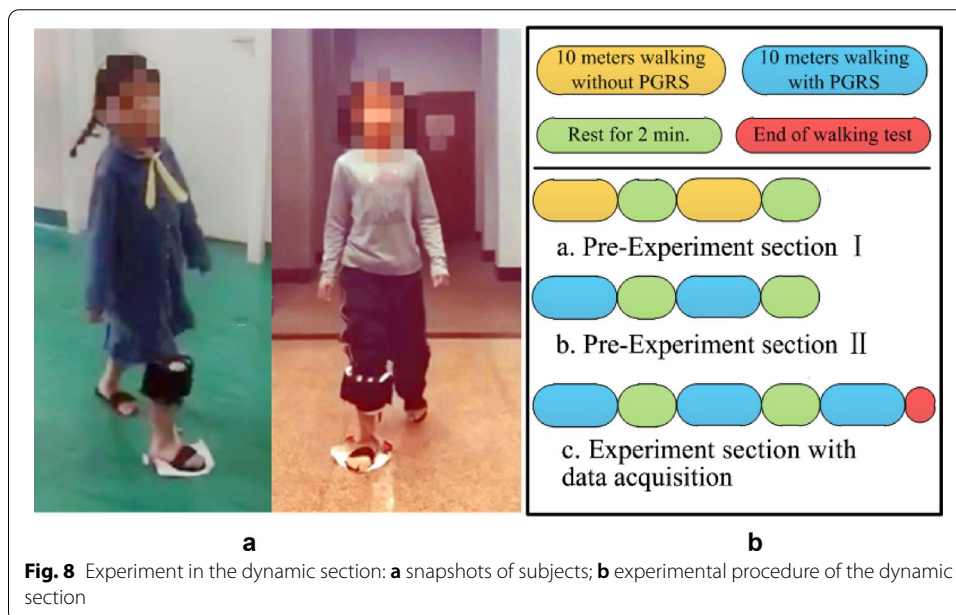 10 meters walking
without PGRS
10 meters walking
with PGRS
Rest for 2 min.
End of walking test
a. Pre-Experiment section Ⅰ
b. Pre-Experiment section Ⅱ
c. Experiment section with
data acquisition
a
b
Fig. 8 Experiment in the dynamic section: a snapshots of subjects; b experimental procedure of the dynamic
section